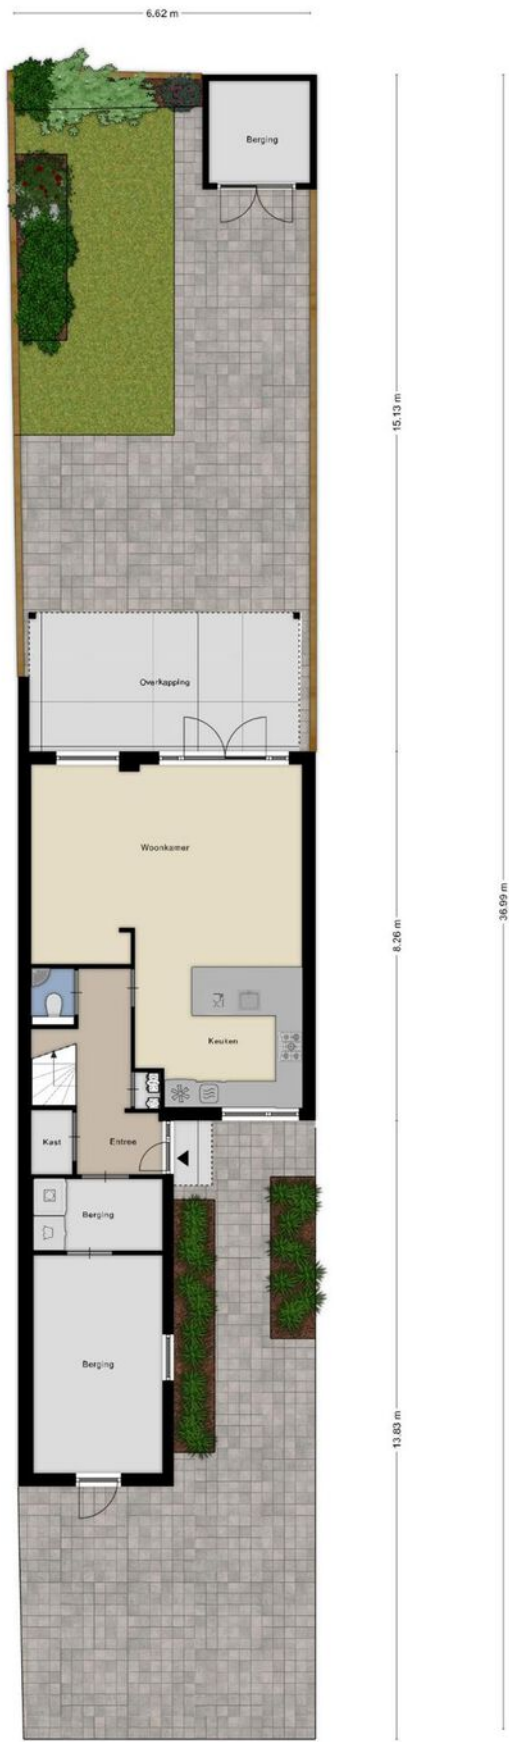 6.62 m
Berging
15.13 m
Overkapping
Woonkamer
36.99 m
8.26 m
Keuken
Kast
Entree
Berging
Berging
13.83 m